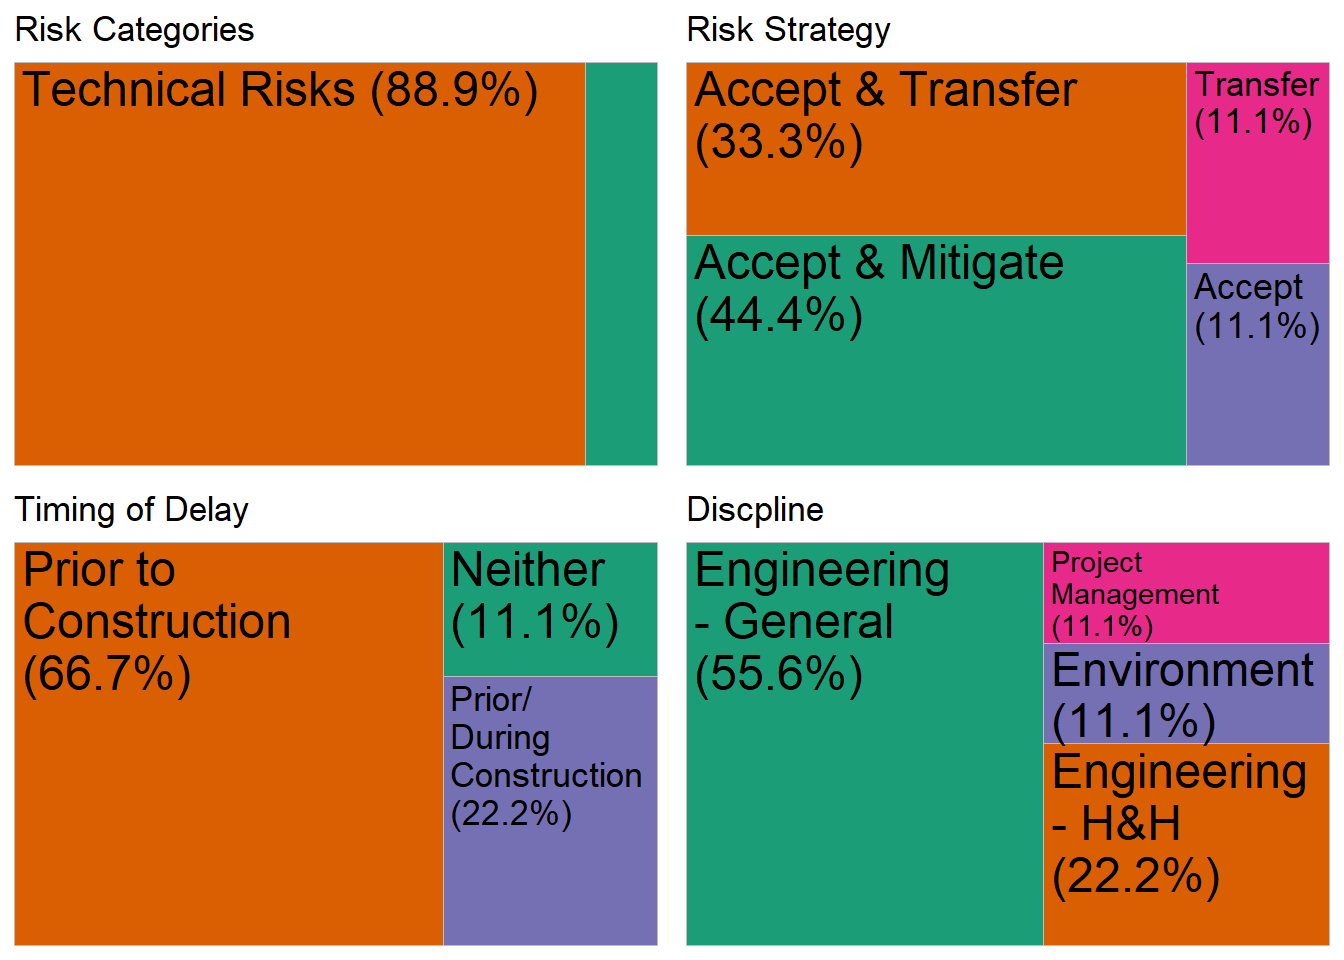 Risk Categories
Technical Risks (88.9%)
Risk Strategy
Accept & Transfer
(33.3%)
Transfer
(11.1%)
Accept & Mitigate
(44.4%)
Accept
(11.1%)
Timing of Delay
Prior to
Construction
(66.7%)
Neither
(11.1%)
Prior/
During
Construction
(22.2%)
Discpline
Engineering
- General
(55.6%)
Project
Management
(11.1%)
Environment
(11.1%)
Engineering
- H&H
(22.2%)